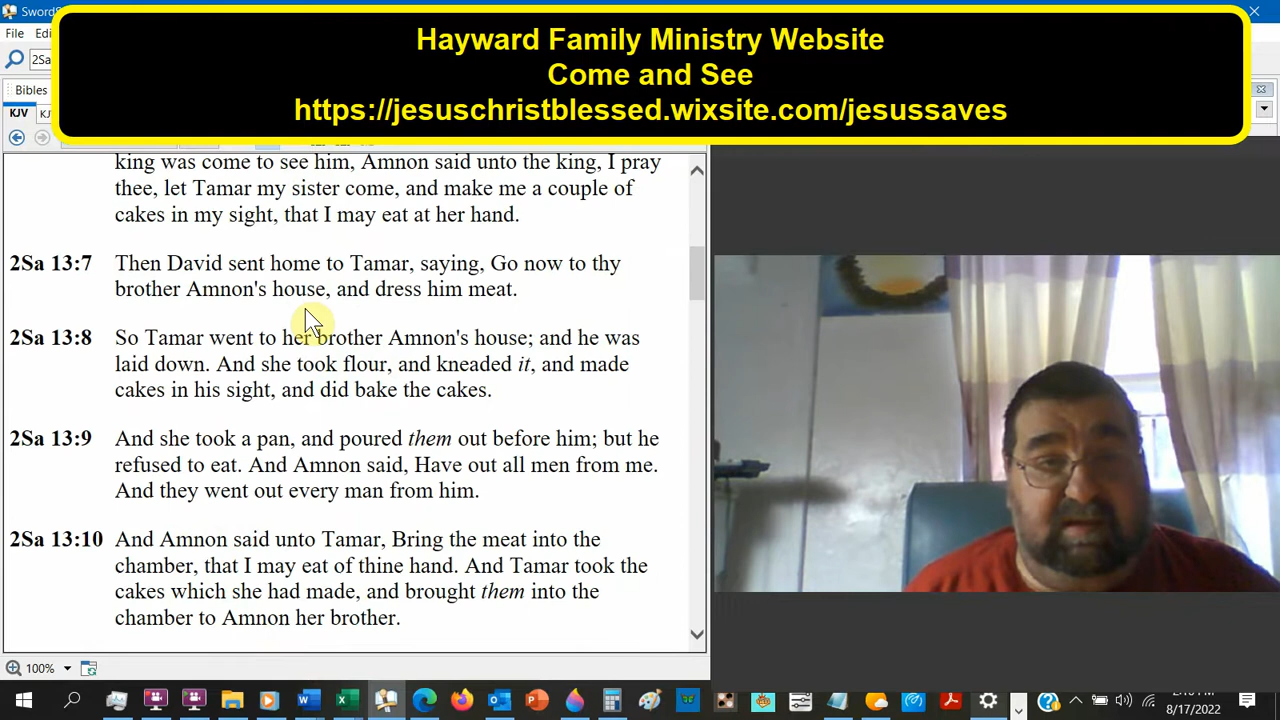 Hayward Family Ministry Website
Come and See
https://jesuschristblessed.wixsite.com/jesussaves
File
2Sa
Bibles
KJV
king was come to see him, Amnon said unto the king, I pray
thee, let Tamar my sister come, and make me a couple of
cakes in my sight, that I may eat at her hand.
2Sa 13:7 Then David sent home to Tamar, saying, Go now to thy
brother Amnon's house, and dress him meat.
2Sa 13:8 So Tamar went to her brother Amnon's house; and he was
laid down. And she took flour, and kneaded it, and made
cakes in his sight, and did bake the cakes.
2Sa 13:9 And she took a pan, and poured them out before him; but he
refused to eat. And Amnon said, Have out all men from me.
And they went out every man from him.
2Sa 13:10 And Amnon said unto Tamar, Bring the meat into the
chamber, that I may eat of thine hand. And Tamar took the
cakes which she had made, and brought them into the
chamber to Amnon her brother.
100%
8/17/2022